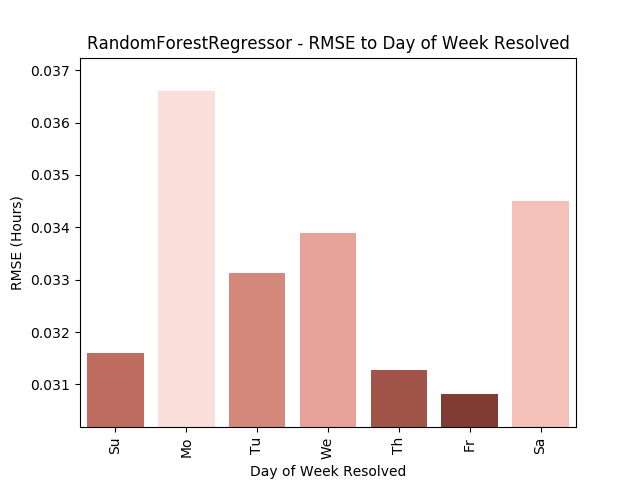 RandomForestRegressor - RMSE to Day of Week Resolved
0.037
0.036
0.035
0.034
0.033
0.032
0.031
RMSE (Hours)
Su
Mo
Tu
We
Th
Fr
Sa
Day of Week Resolved